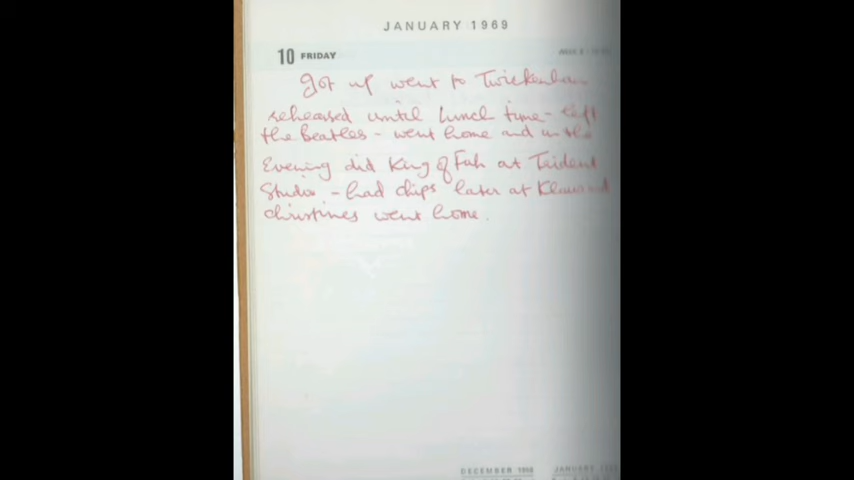 JANUARY 1969
10 FRIDAY
got up went to Twickenham
rehearsed until lunch time - left
the Beatles - went home and in the
Evening did King of Fuh at Trident
Studio - had chips later at Klaus and
christines went home.
DECEMBER 1968 JANUARY